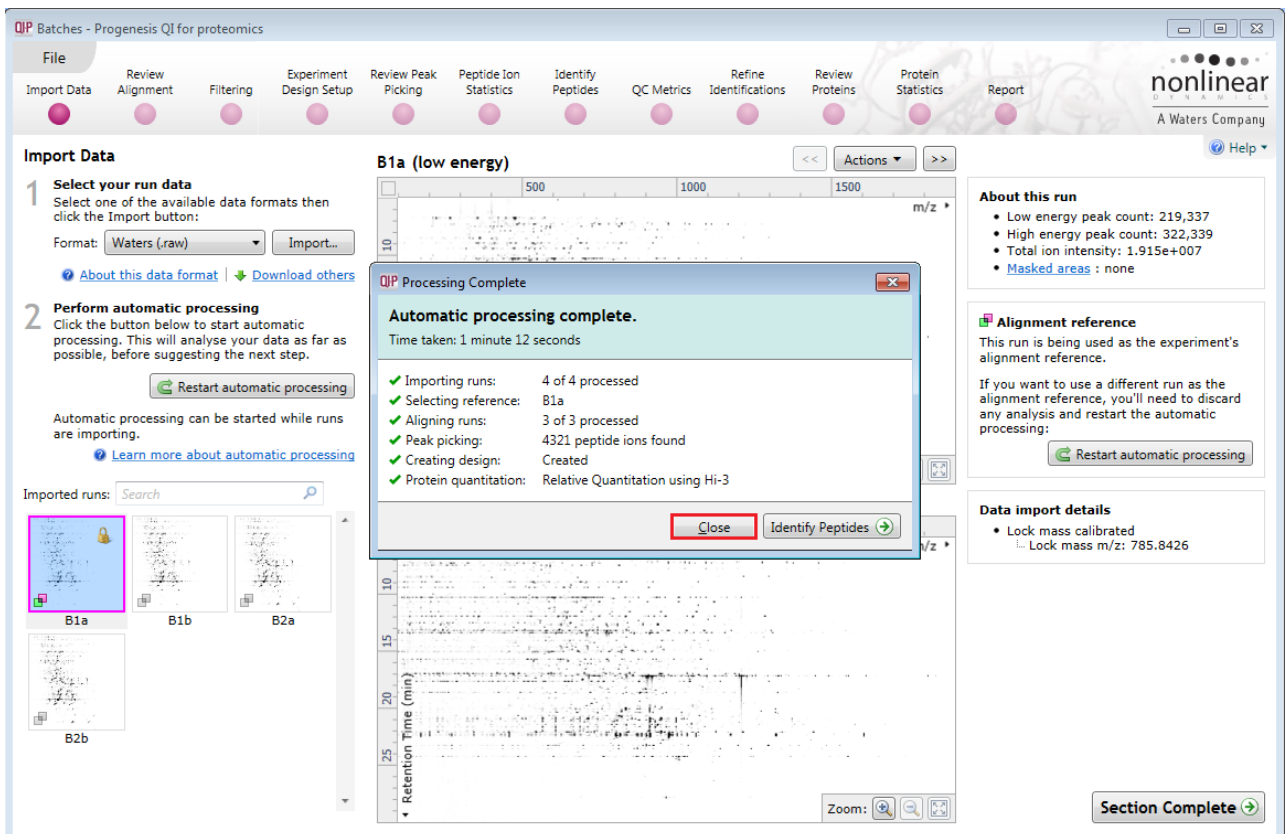 QIP Batches - Progenesis QI for proteomics
File
Import Data
Review
Alignment
Filtering
Experiment
Design Setup
Review Peak
Picking
Peptide Ion
Statistics
Identify
Peptides
QC Metrics
Refine
Identifications
Review
Proteins
Protein
Statistics
Report
nonlinear
DYNAMICS
A Waters Company
Help
Import Data
1 Select your run data
Select one of the available data formats then
click the Import button:
Format: Waters (.raw) Import...
About this data format Download others
2 Perform automatic processing
Click the button below to start automatic
processing. This will analyse your data as far as
possible, before suggesting the next step.
Restart automatic processing
Automatic processing can be started while runs
are importing.
Learn more about automatic processing
Imported runs: Search
B1a B1b B2a
B2b
B1a (low energy)
<< Actions >>
500 1000 1500
m/z
10
QIP Processing Complete
Automatic processing complete.
Time taken: 1 minute 12 seconds
Importing runs: 4 of 4 processed
Selecting reference: B1a
Aligning runs: 3 of 3 processed
Peak picking: 4321 peptide ions found
Creating design: Created
Protein quantitation: Relative Quantitation using Hi-3
Close Identify Peptides
m/z
10
15
20
25
Retention Time (min)
Zoom:
About this run
• Low energy peak count: 219,337
• High energy peak count: 322,339
• Total ion intensity: 1.915e+007
• Masked areas : none
Alignment reference
This run is being used as the experiment's
alignment reference.
If you want to use a different run as the
alignment reference, you'll need to discard
any analysis and restart the automatic
processing:
Restart automatic processing
Data import details
• Lock mass calibrated
Lock mass m/z: 785.8426
Section Complete